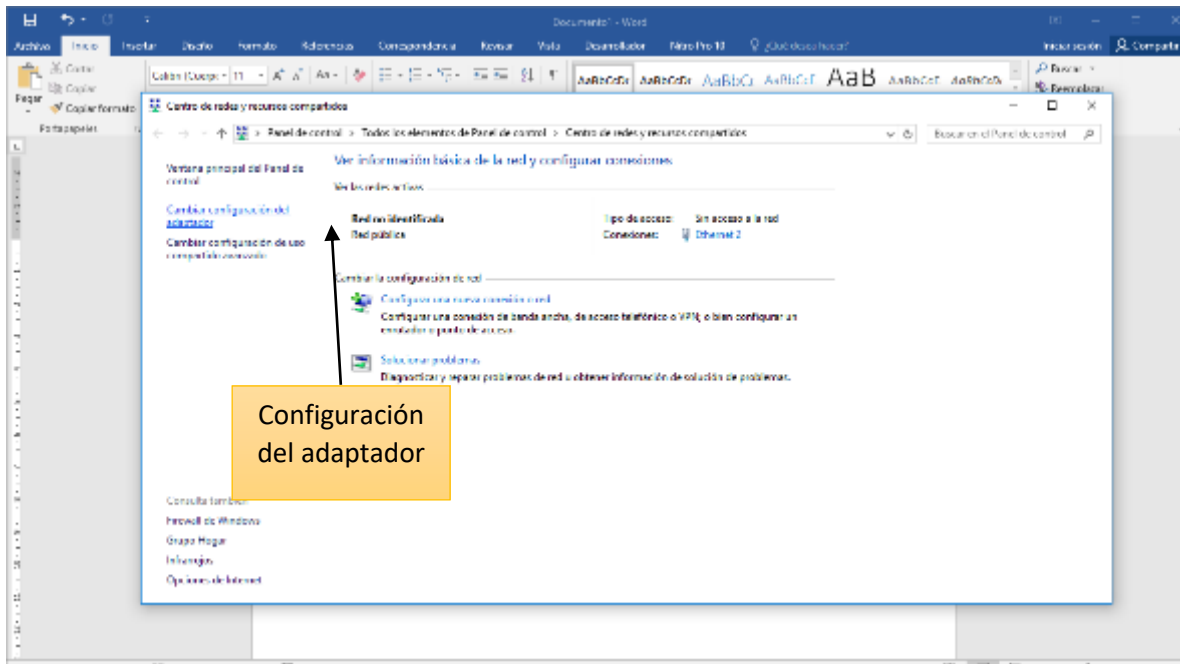 Documento1 - Word
Archivo Inicio Insertar Diseño Formato Referencias Correspondencia Revisar Vista Desarrollador Nitro Pro 10 ¿Qué desea hacer? Iniciar sesión Compartir
Cortar
Copiar
Copiar formato
Pegar
Portapapeles
Calibri (Cuerpo 11 Aa
AaBbCcDc AaBbCcDc AaBbCc AaBbCcE AaB AaBbCcE AaBbCcDc
Buscar
Reemplazar
Centro de redes y recursos compartidos
Panel de control > Todos los elementos de Panel de control > Centro de redes y recursos compartidos
Buscar en el Panel de control
Ventana principal del Panel de
control
Cambiar configuración del
adaptador
Cambiar configuración de uso
compartido avanzado
Ver información básica de la red y configurar conexiones
Ver las redes activas
Red no identificada
Red pública
Tipo de acceso: Sin acceso a la red
Conexiones: Ethernet 2
Cambiar la configuración de red
Configurar una nueva conexión o red
Configurar una conexión de banda ancha, de acceso telefónico o VPN; o bien configurar un
enrutador o punto de acceso.
Solucionar problemas
Diagnosticar y reparar problemas de red u obtener información de solución de problemas.
Configuración
del adaptador
Consulta también
Firewall de Windows
Grupo Hogar
Infrarrojos
Opciones de Internet